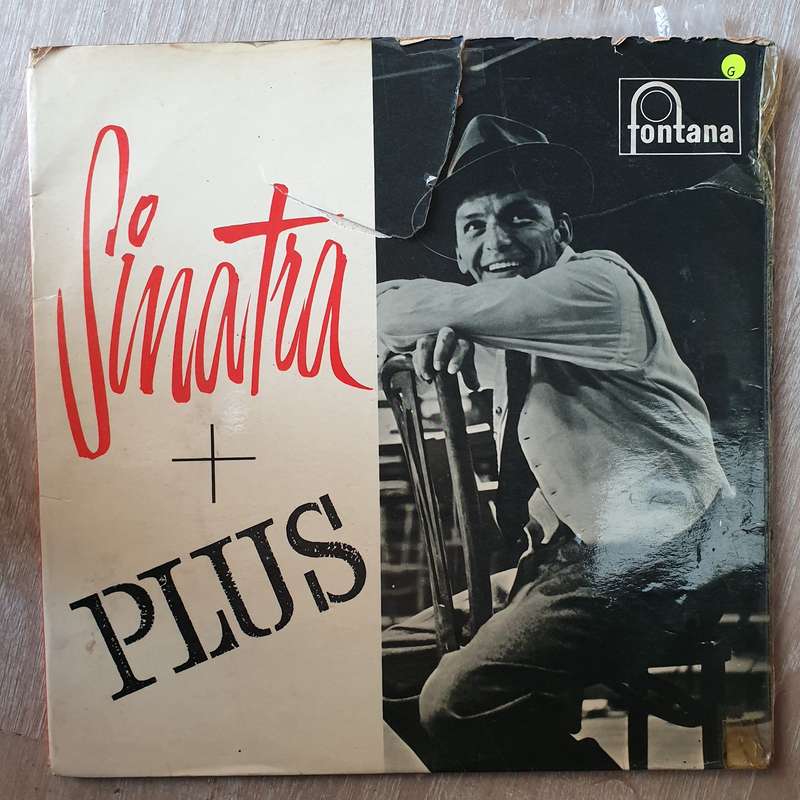 Sinatra
+
PLUS
fontana
G